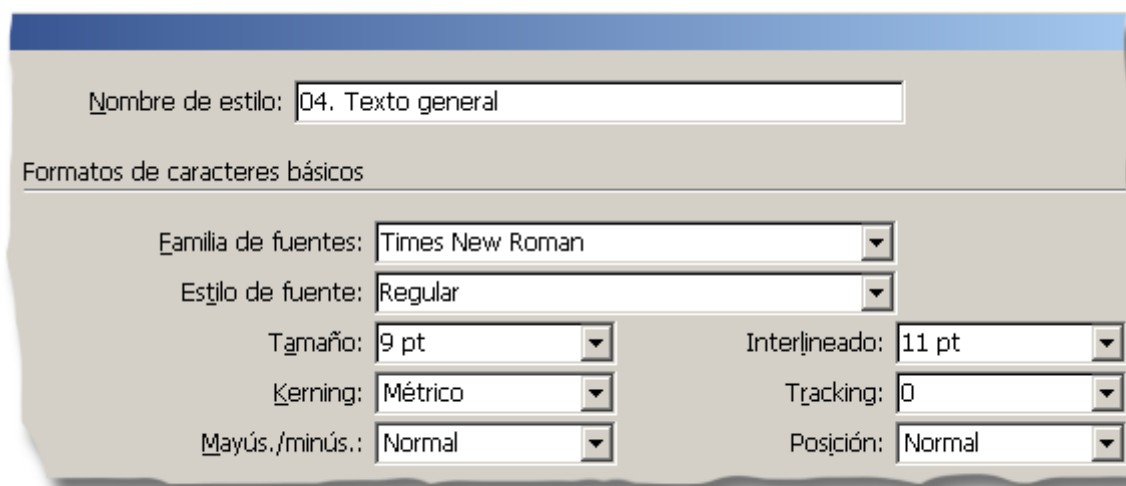 Nombre de estilo: 04. Texto general
Formatos de caracteres básicos
Familia de fuentes: Times New Roman
Estilo de fuente: Regular
Tamaño: 9 pt Interlineado: 11 pt
Kerning: Métrico Tracking: 0
Mayús./minús.: Normal Posición: Normal